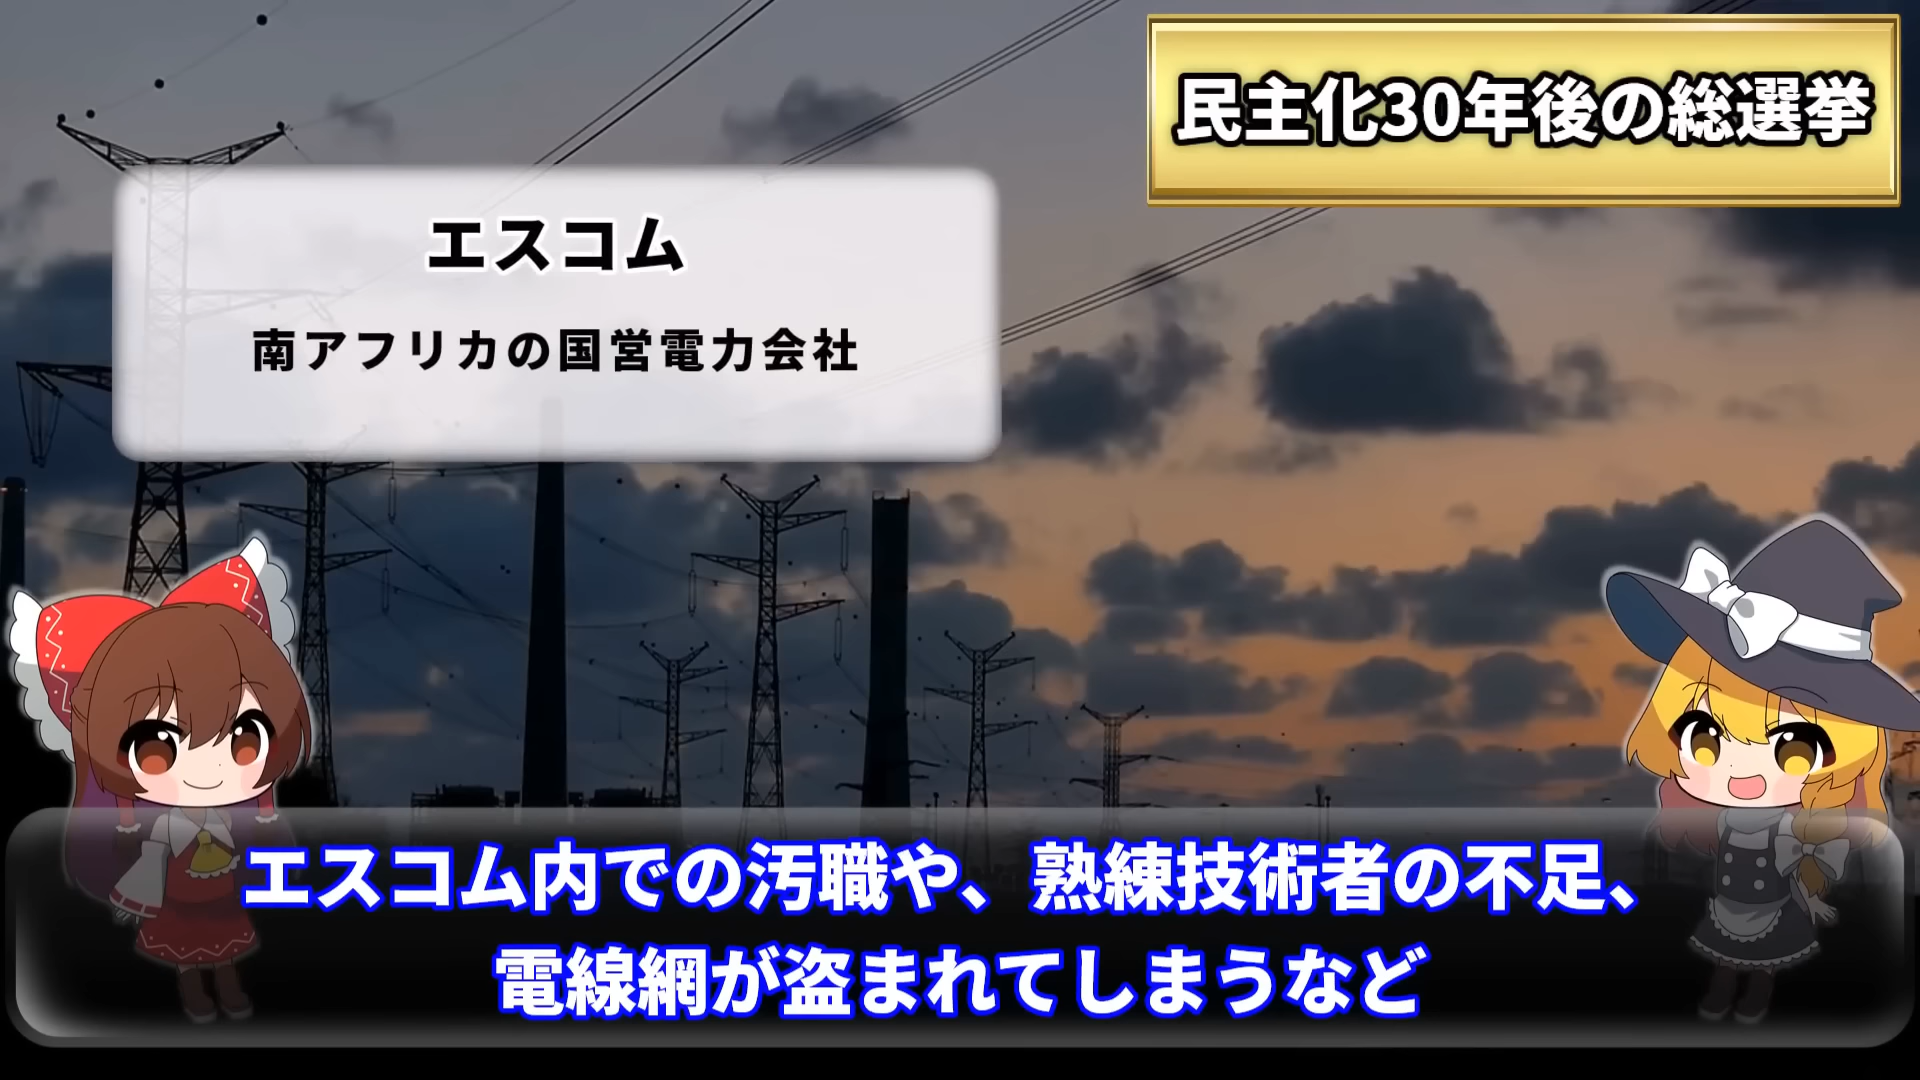 民主化30年後の総選挙
エスコム
南アフリカの国営電力会社
エスコム内での汚職や、熟練技術者の不足、
電線網が盗まれてしまうなど